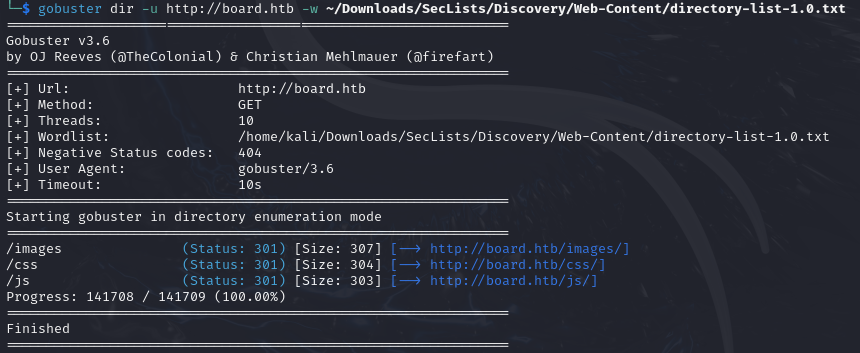 └─$ gobuster dir -u http://board.htb -w ~/Downloads/SecLists/Discovery/Web-Content/directory-list-1.0.txt
===============================================================
Gobuster v3.6
by OJ Reeves (@TheColonial) & Christian Mehlmauer (@firefart)
===============================================================
[+] Url:                     http://board.htb
[+] Method:                  GET
[+] Threads:                 10
[+] Wordlist:                /home/kali/Downloads/SecLists/Discovery/Web-Content/directory-list-1.0.txt
[+] Negative Status codes:   404
[+] User Agent:              gobuster/3.6
[+] Timeout:                 10s
===============================================================
Starting gobuster in directory enumeration mode
===============================================================
/images               (Status: 301) [Size: 307] [--> http://board.htb/images/]
/css                  (Status: 301) [Size: 304] [--> http://board.htb/css/]
/js                   (Status: 301) [Size: 303] [--> http://board.htb/js/]
Progress: 141708 / 141709 (100.00%)
===============================================================
Finished
===============================================================